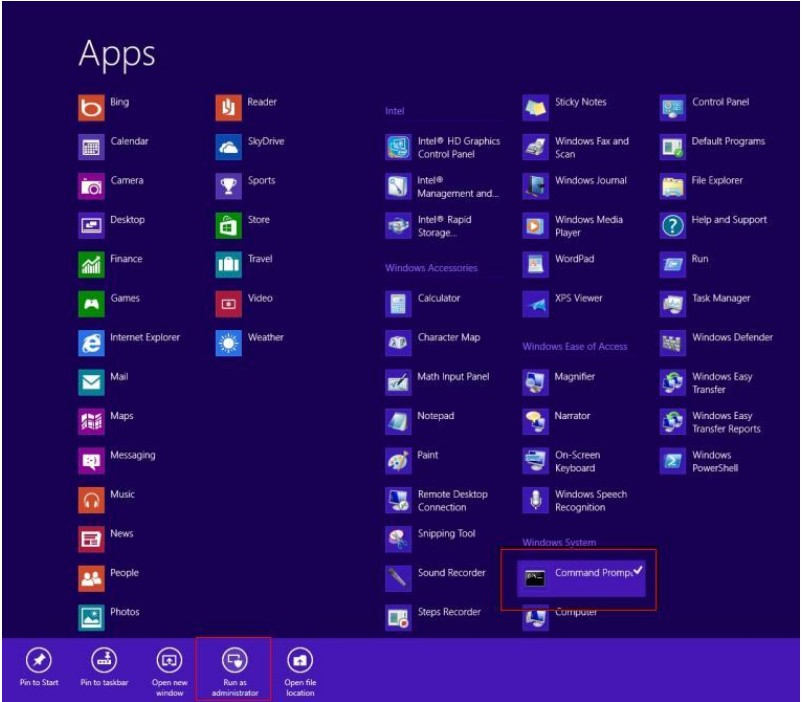 Apps
Bing
Calendar
Camera
Desktop
Finance
Games
Internet Explorer
Mail
Maps
Messaging
Music
News
People
Photos
Reader
SkyDrive
Sports
Store
Travel
Video
Weather
Intel
Intel® HD Graphics
Control Panel
Intel®
Management and...
Intel® Rapid
Storage...
Windows Accessories
Calculator
Character Map
Math Input Panel
Notepad
Paint
Remote Desktop
Connection
Snipping Tool
Sound Recorder
Steps Recorder
Sticky Notes
Windows Fax and
Scan
Windows Journal
Windows Media
Player
WordPad
XPS Viewer
Windows Ease of Access
Magnifier
Narrator
On-Screen
Keyboard
Windows Speech
Recognition
Windows System
Command Prompt
Computer
Control Panel
Default Programs
File Explorer
Help and Support
Run
Task Manager
Windows Defender
Windows Easy
Transfer
Windows Easy
Transfer Reports
Windows
PowerShell
Pin to Start
Pin to taskbar
Open new
window
Run as
administrator
Open file
location